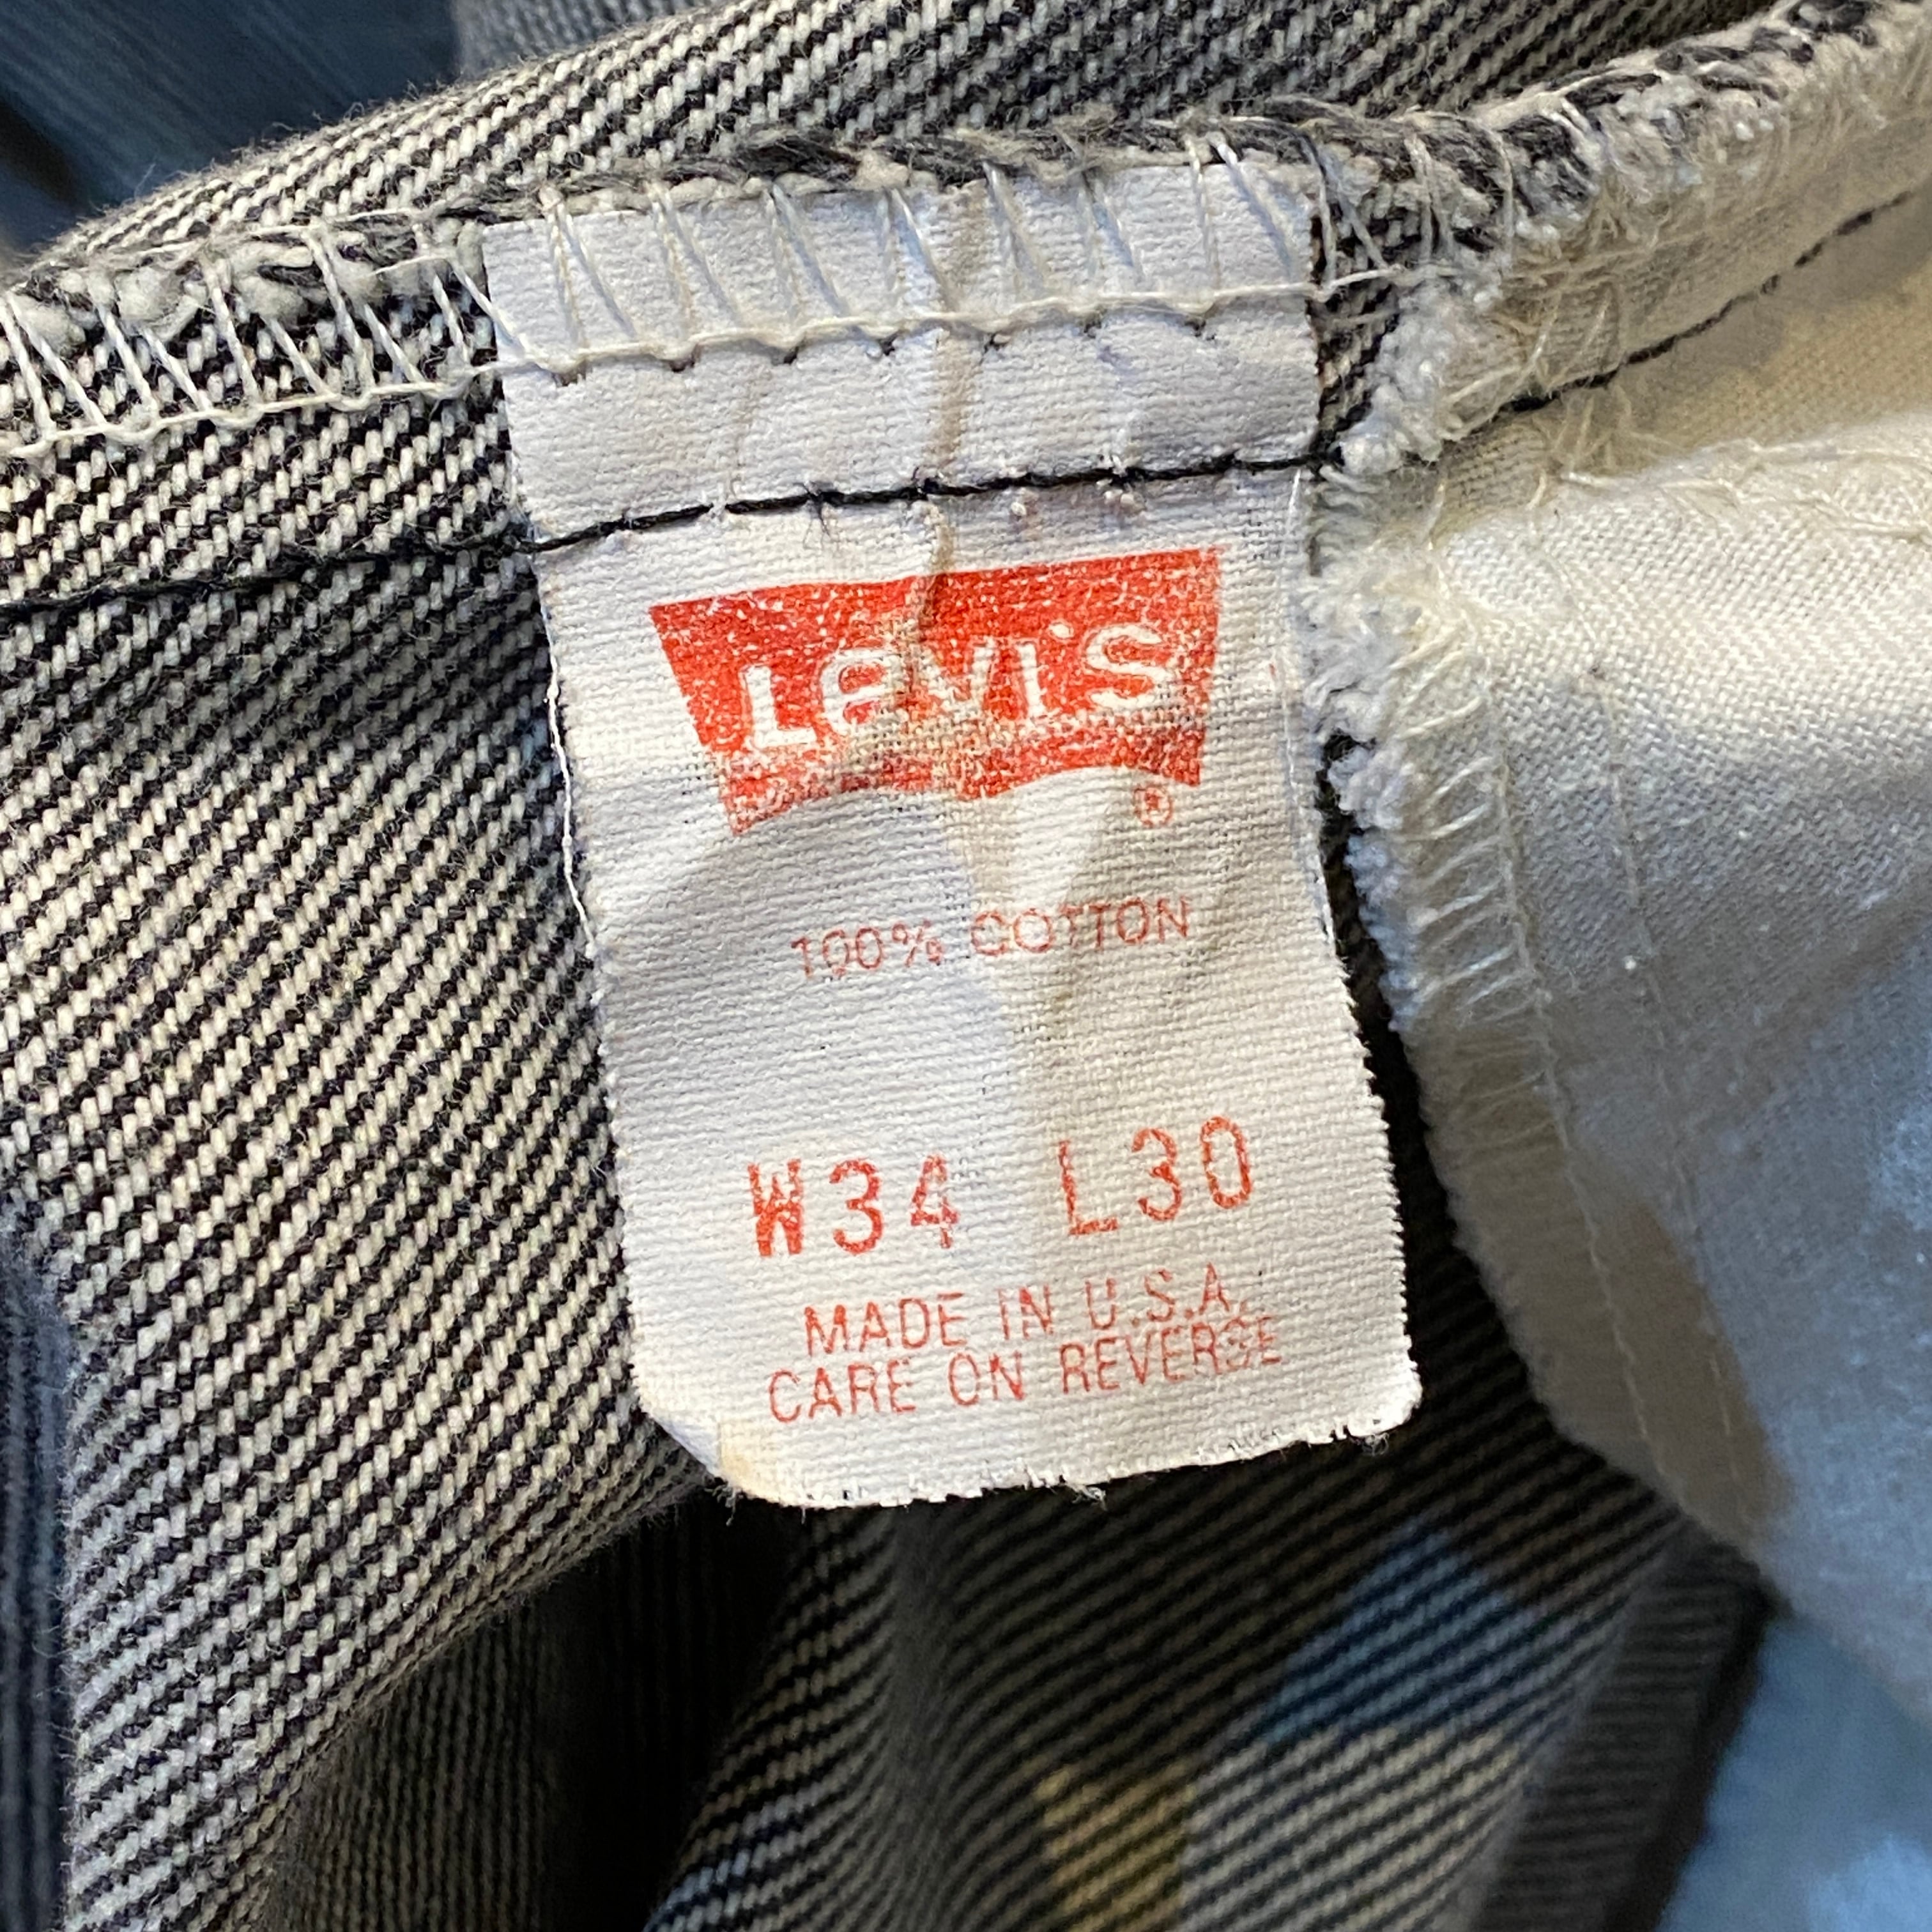 Levi's
®
100% COTTON
W34 L30
MADE IN U.S.A.
CARE ON REVERSE